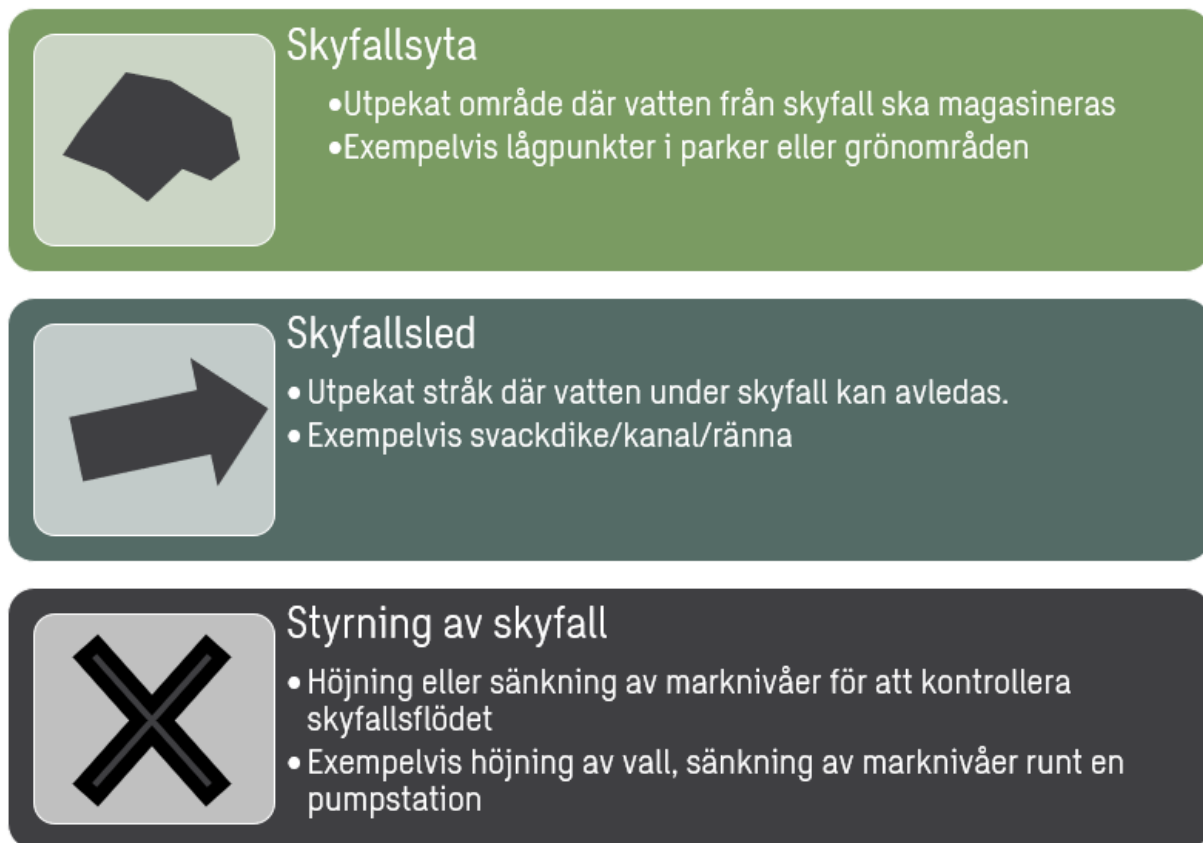 Skyfallsyta
•Utpekat område där vatten från skyfall ska magasineras
•Exempelvis lågpunkter i parker eller grönområden
Skyfallsled
• Utpekat stråk där vatten under skyfall kan avledas.
• Exempelvis svackdike/kanal/ränna
Styrning av skyfall
• Höjning eller sänkning av marknivåer för att kontrollera
skyfallsflödet
• Exempelvis höjning av vall, sänkning av marknivåer runt en
pumpstation